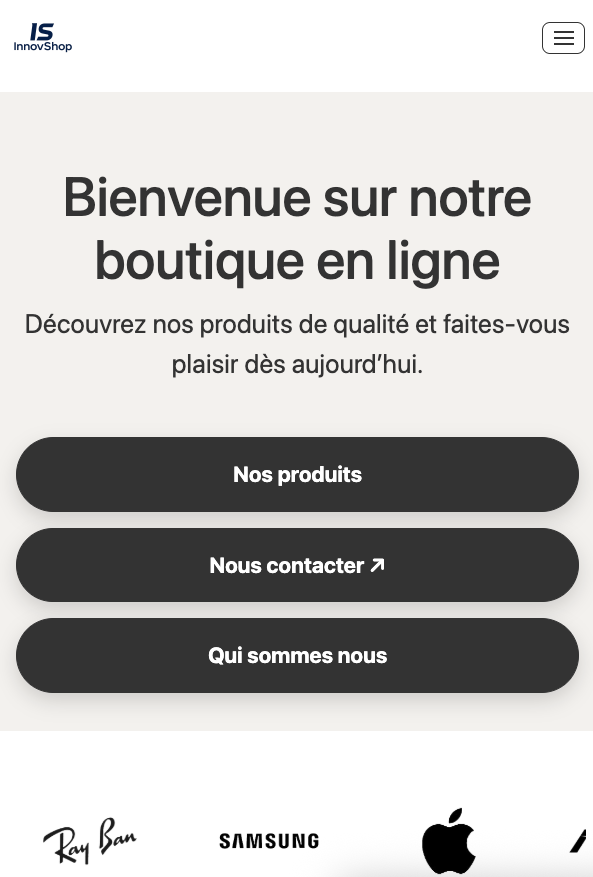 IS
InnovShop
Bienvenue sur notre
boutique en ligne
Découvrez nos produits de qualité et faites-vous
plaisir dès aujourd’hui.
Nos produits
Nous contacter ↗
Qui sommes nous
Ray Ban
SAMSUNG